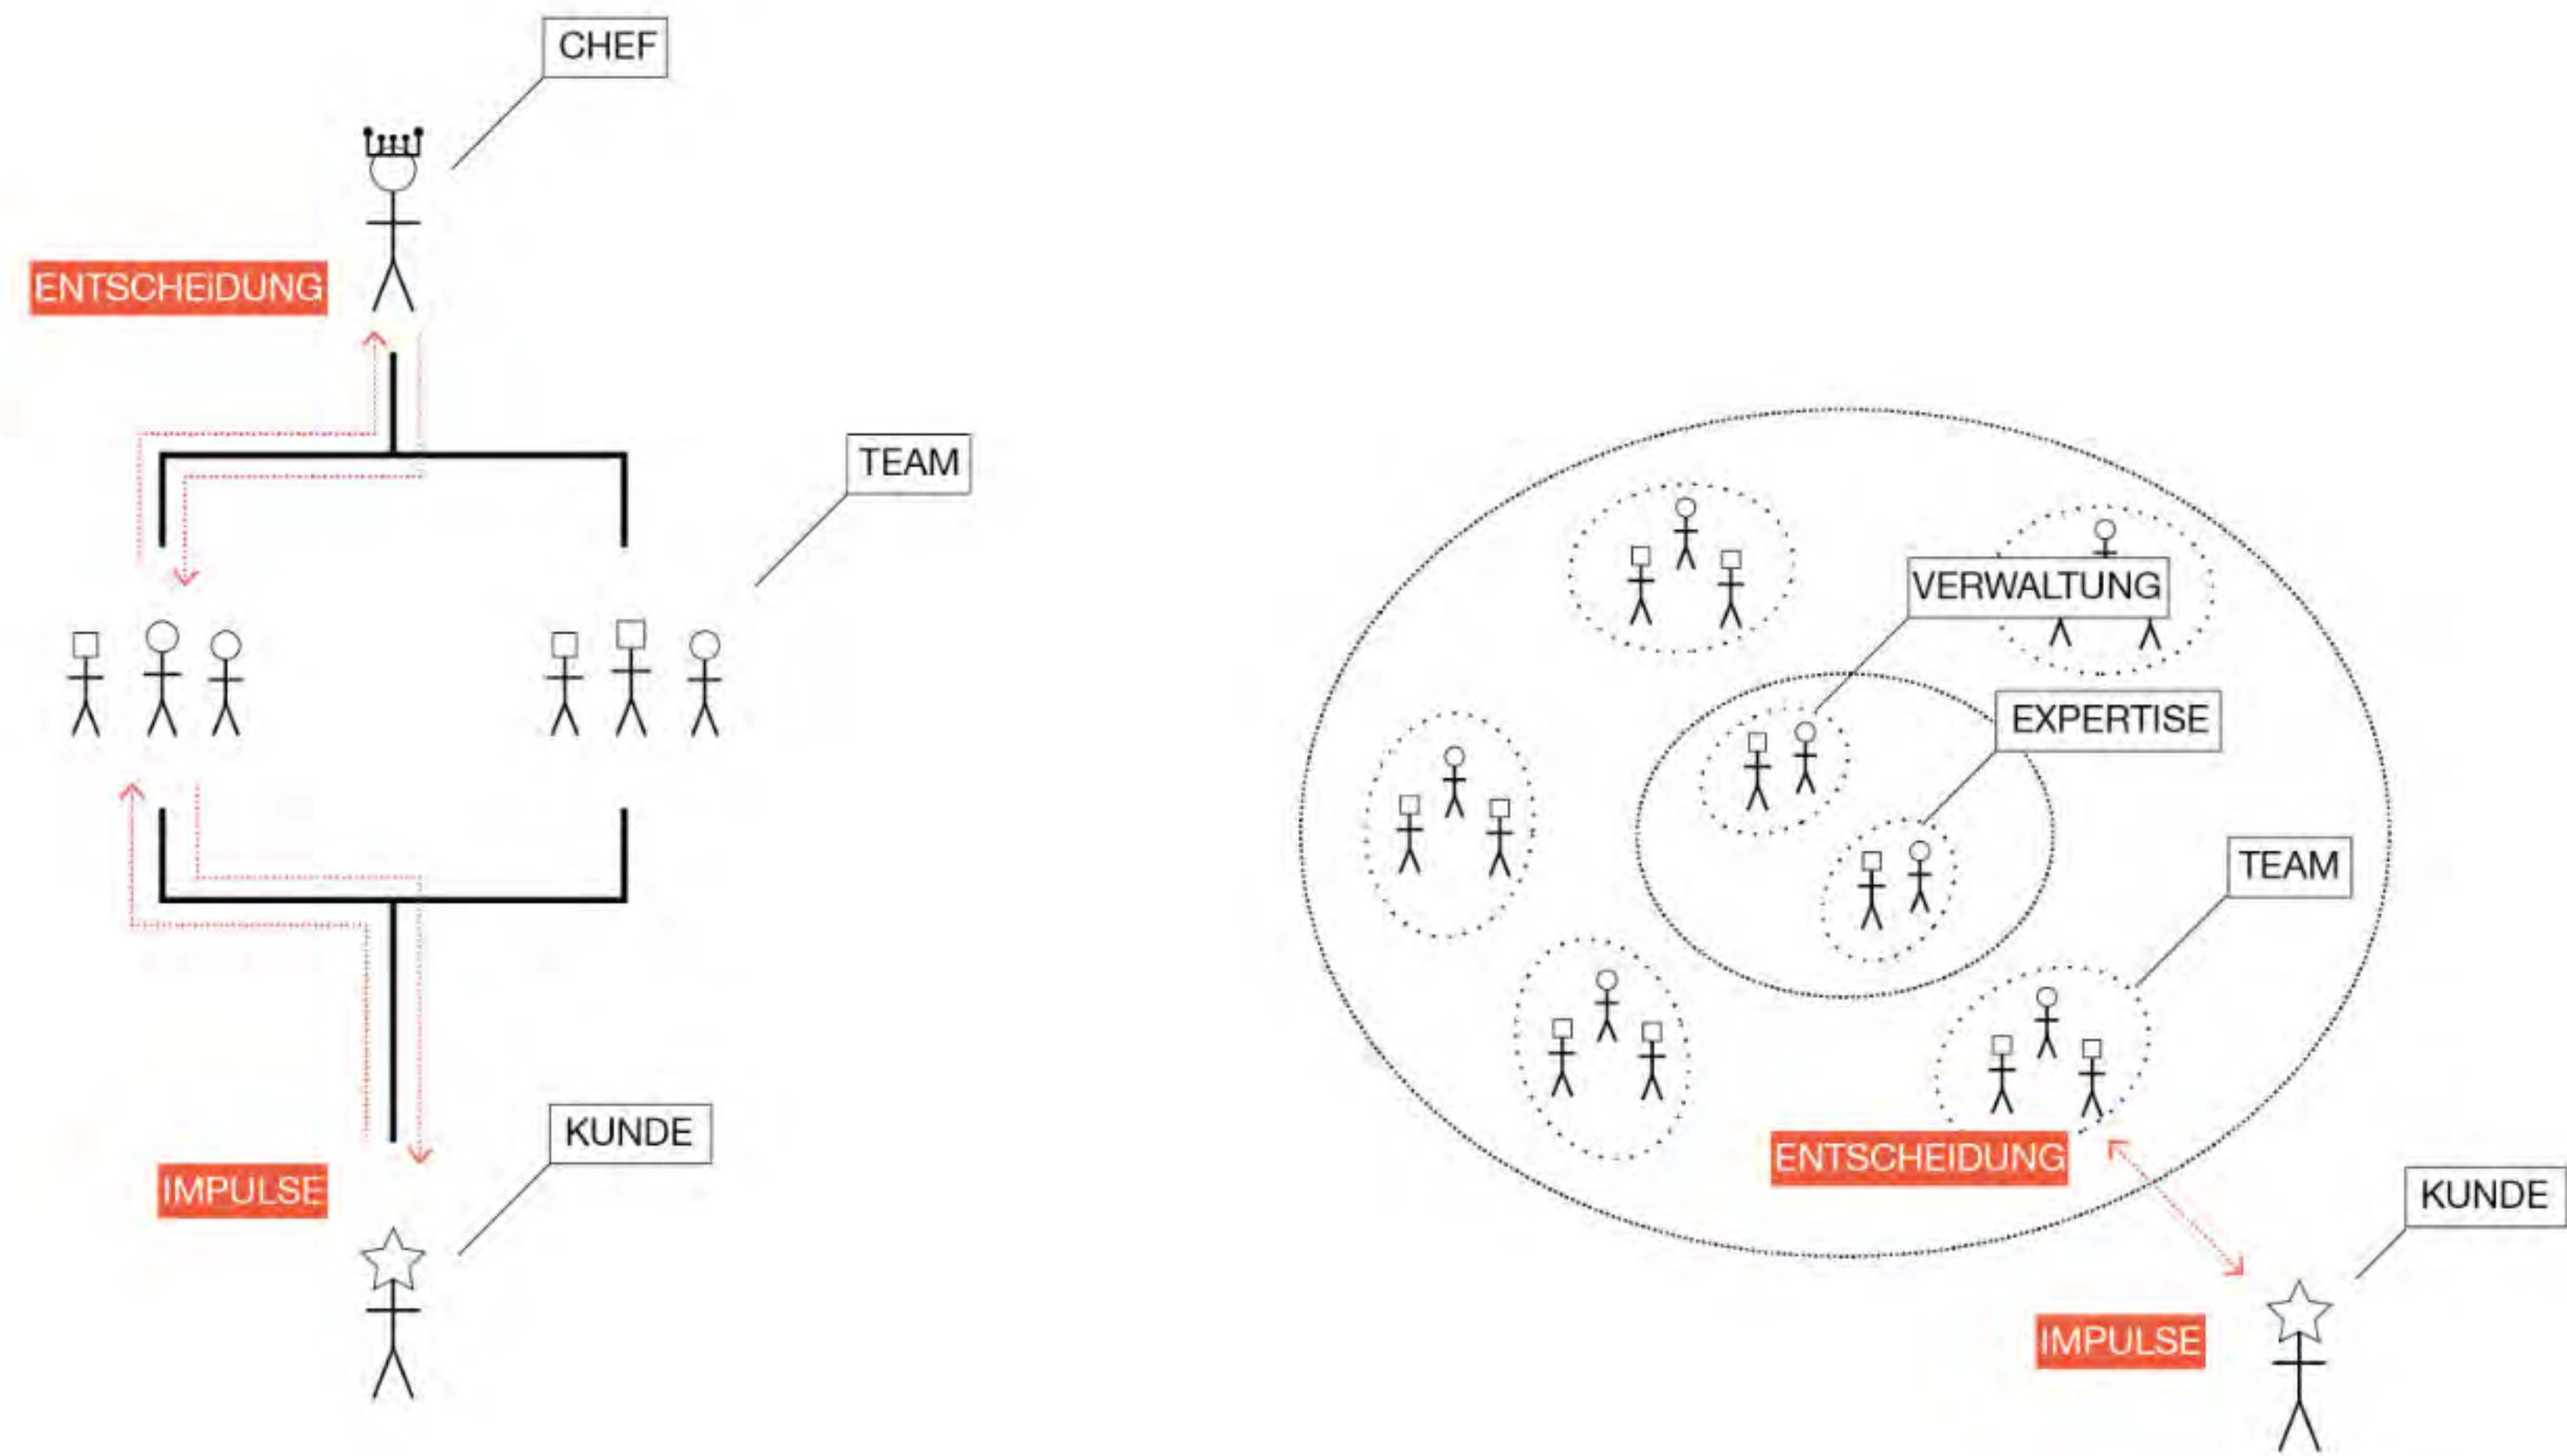 CHEF
ENTSCHEIDUNG
TEAM
KUNDE
IMPULSE
VERWALTUNG
EXPERTISE
TEAM
ENTSCHEIDUNG
KUNDE
IMPULSE